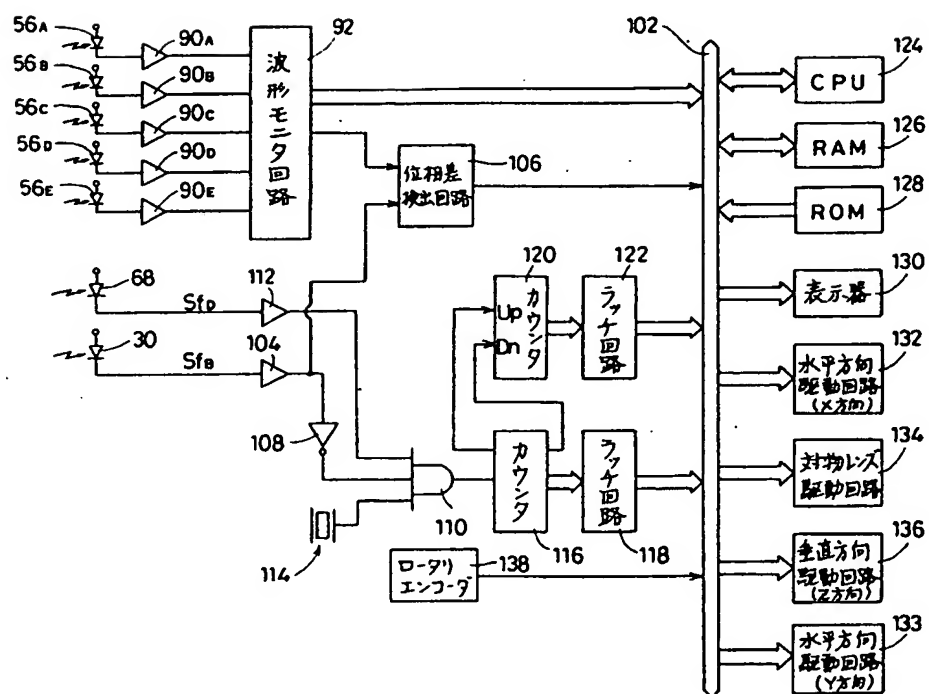 56A
90A
56B
90B
56C
90C
56D
90D
56E
90E
92
波形モニタ回路
102
CPU
124
RAM
126
ROM
128
106
位相差
検出回路
68
SfD
112
30
SfB
104
108
110
114
120
カウンタ
Up
Dn
122
ラッチ回路
カウンタ
116
ラッチ回路
118
ロータリ
エンコーダ
138
130
表示器
132
水平方向
駆動回路
(X方向)
134
対物レンズ
駆動回路
136
垂直方向
駆動回路
(Z方向)
133
水平方向
駆動回路
(Y方向)